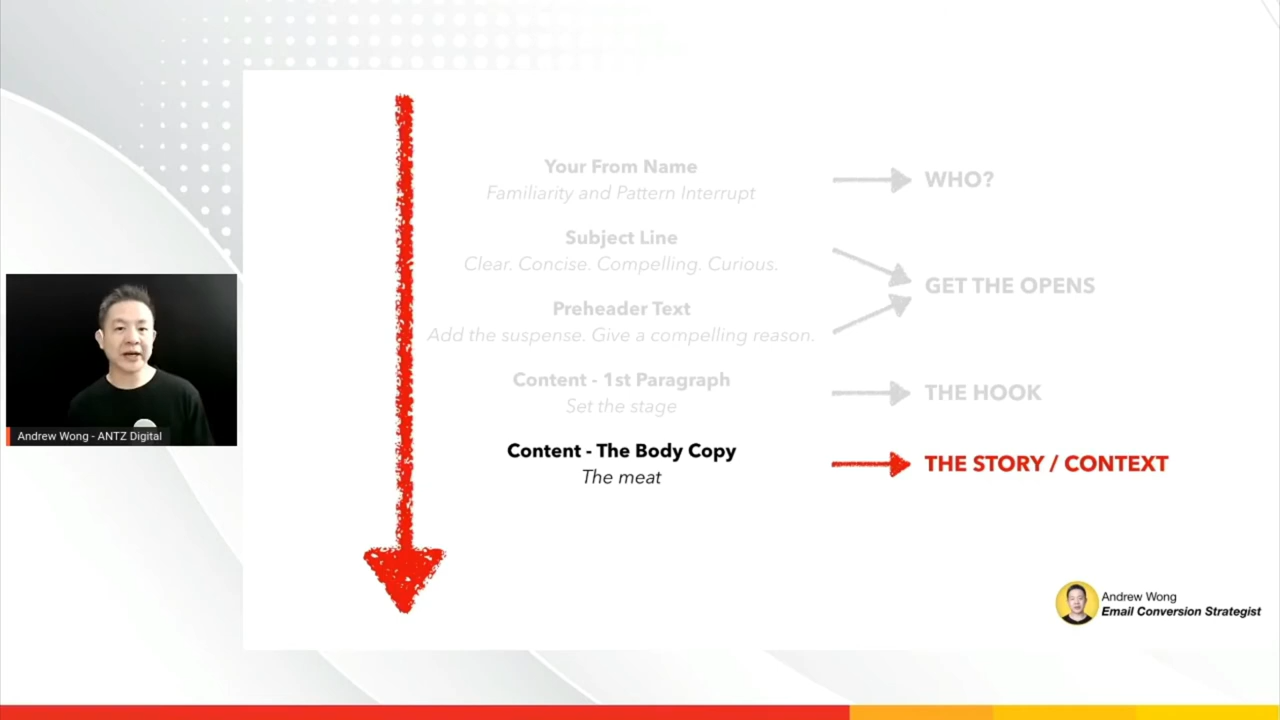 Your From Name
Familiarity and Pattern Interrupt
WHO?
Subject Line
Clear. Concise. Compelling. Curious.
GET THE OPENS
Preheader Text
Add the suspense. Give a compelling reason.
Content - 1st Paragraph
Set the stage
THE HOOK
Content - The Body Copy
The meat
THE STORY / CONTEXT
Andrew Wong - ANTZ Digital
Andrew Wong
Email Conversion Strategist